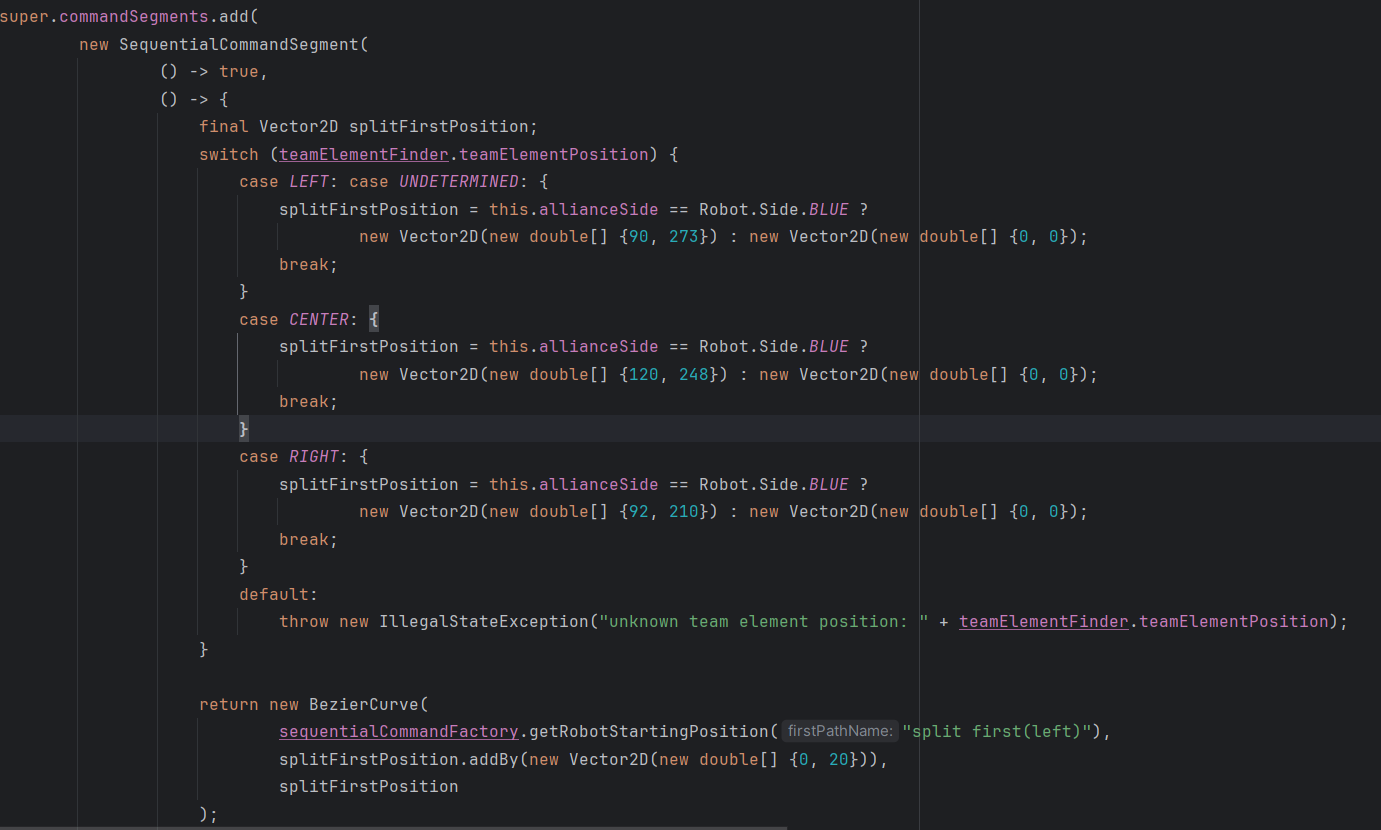 super.commandSegments.add(
new SequentialCommandSegment(
() -> true,
() -> {
final Vector2D splitFirstPosition;
switch (teamElementFinder.teamElementPosition) {
case LEFT: case UNDETERMINED: {
splitFirstPosition = this.allianceSide == Robot.Side.BLUE ?
new Vector2D(new double[] {90, 273}) : new Vector2D(new double[] {0, 0});
break;
}
case CENTER: {
splitFirstPosition = this.allianceSide == Robot.Side.BLUE ?
new Vector2D(new double[] {120, 248}) : new Vector2D(new double[] {0, 0});
break;
}
case RIGHT: {
splitFirstPosition = this.allianceSide == Robot.Side.BLUE ?
new Vector2D(new double[] {92, 210}) : new Vector2D(new double[] {0, 0});
break;
}
default:
throw new IllegalStateException("unknown team element position: " + teamElementFinder.teamElementPosition);
}
return new BezierCurve(
sequentialCommandFactory.getRobotStartingPosition( firstPathName: "split first(left)"),
splitFirstPosition.addBy(new Vector2D(new double[] {0, 20})),
splitFirstPosition
);